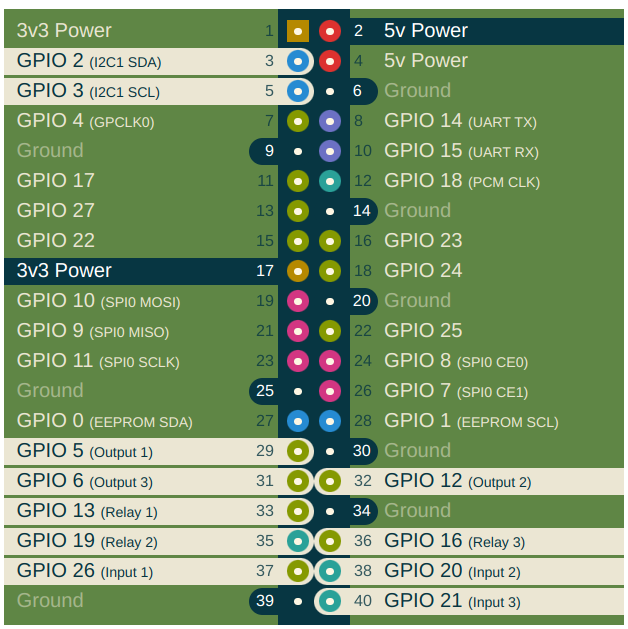 3v3 Power 1 2 5v Power
GPIO 2 (I2C1 SDA) 3 4 5v Power
GPIO 3 (I2C1 SCL) 5 6 Ground
GPIO 4 (GPCLK0) 7 8 GPIO 14 (UART TX)
Ground 9 10 GPIO 15 (UART RX)
GPIO 17 11 12 GPIO 18 (PCM CLK)
GPIO 27 13 14 Ground
GPIO 22 15 16 GPIO 23
3v3 Power 17 18 GPIO 24
GPIO 10 (SPI0 MOSI) 19 20 Ground
GPIO 9 (SPI0 MISO) 21 22 GPIO 25
GPIO 11 (SPI0 SCLK) 23 24 GPIO 8 (SPI0 CE0)
Ground 25 26 GPIO 7 (SPI0 CE1)
GPIO 0 (EEPROM SDA) 27 28 GPIO 1 (EEPROM SCL)
GPIO 5 (Output 1) 29 30 Ground
GPIO 6 (Output 3) 31 32 GPIO 12 (Output 2)
GPIO 13 (Relay 1) 33 34 Ground
GPIO 19 (Relay 2) 35 36 GPIO 16 (Relay 3)
GPIO 26 (Input 1) 37 38 GPIO 20 (Input 2)
Ground 39 40 GPIO 21 (Input 3)